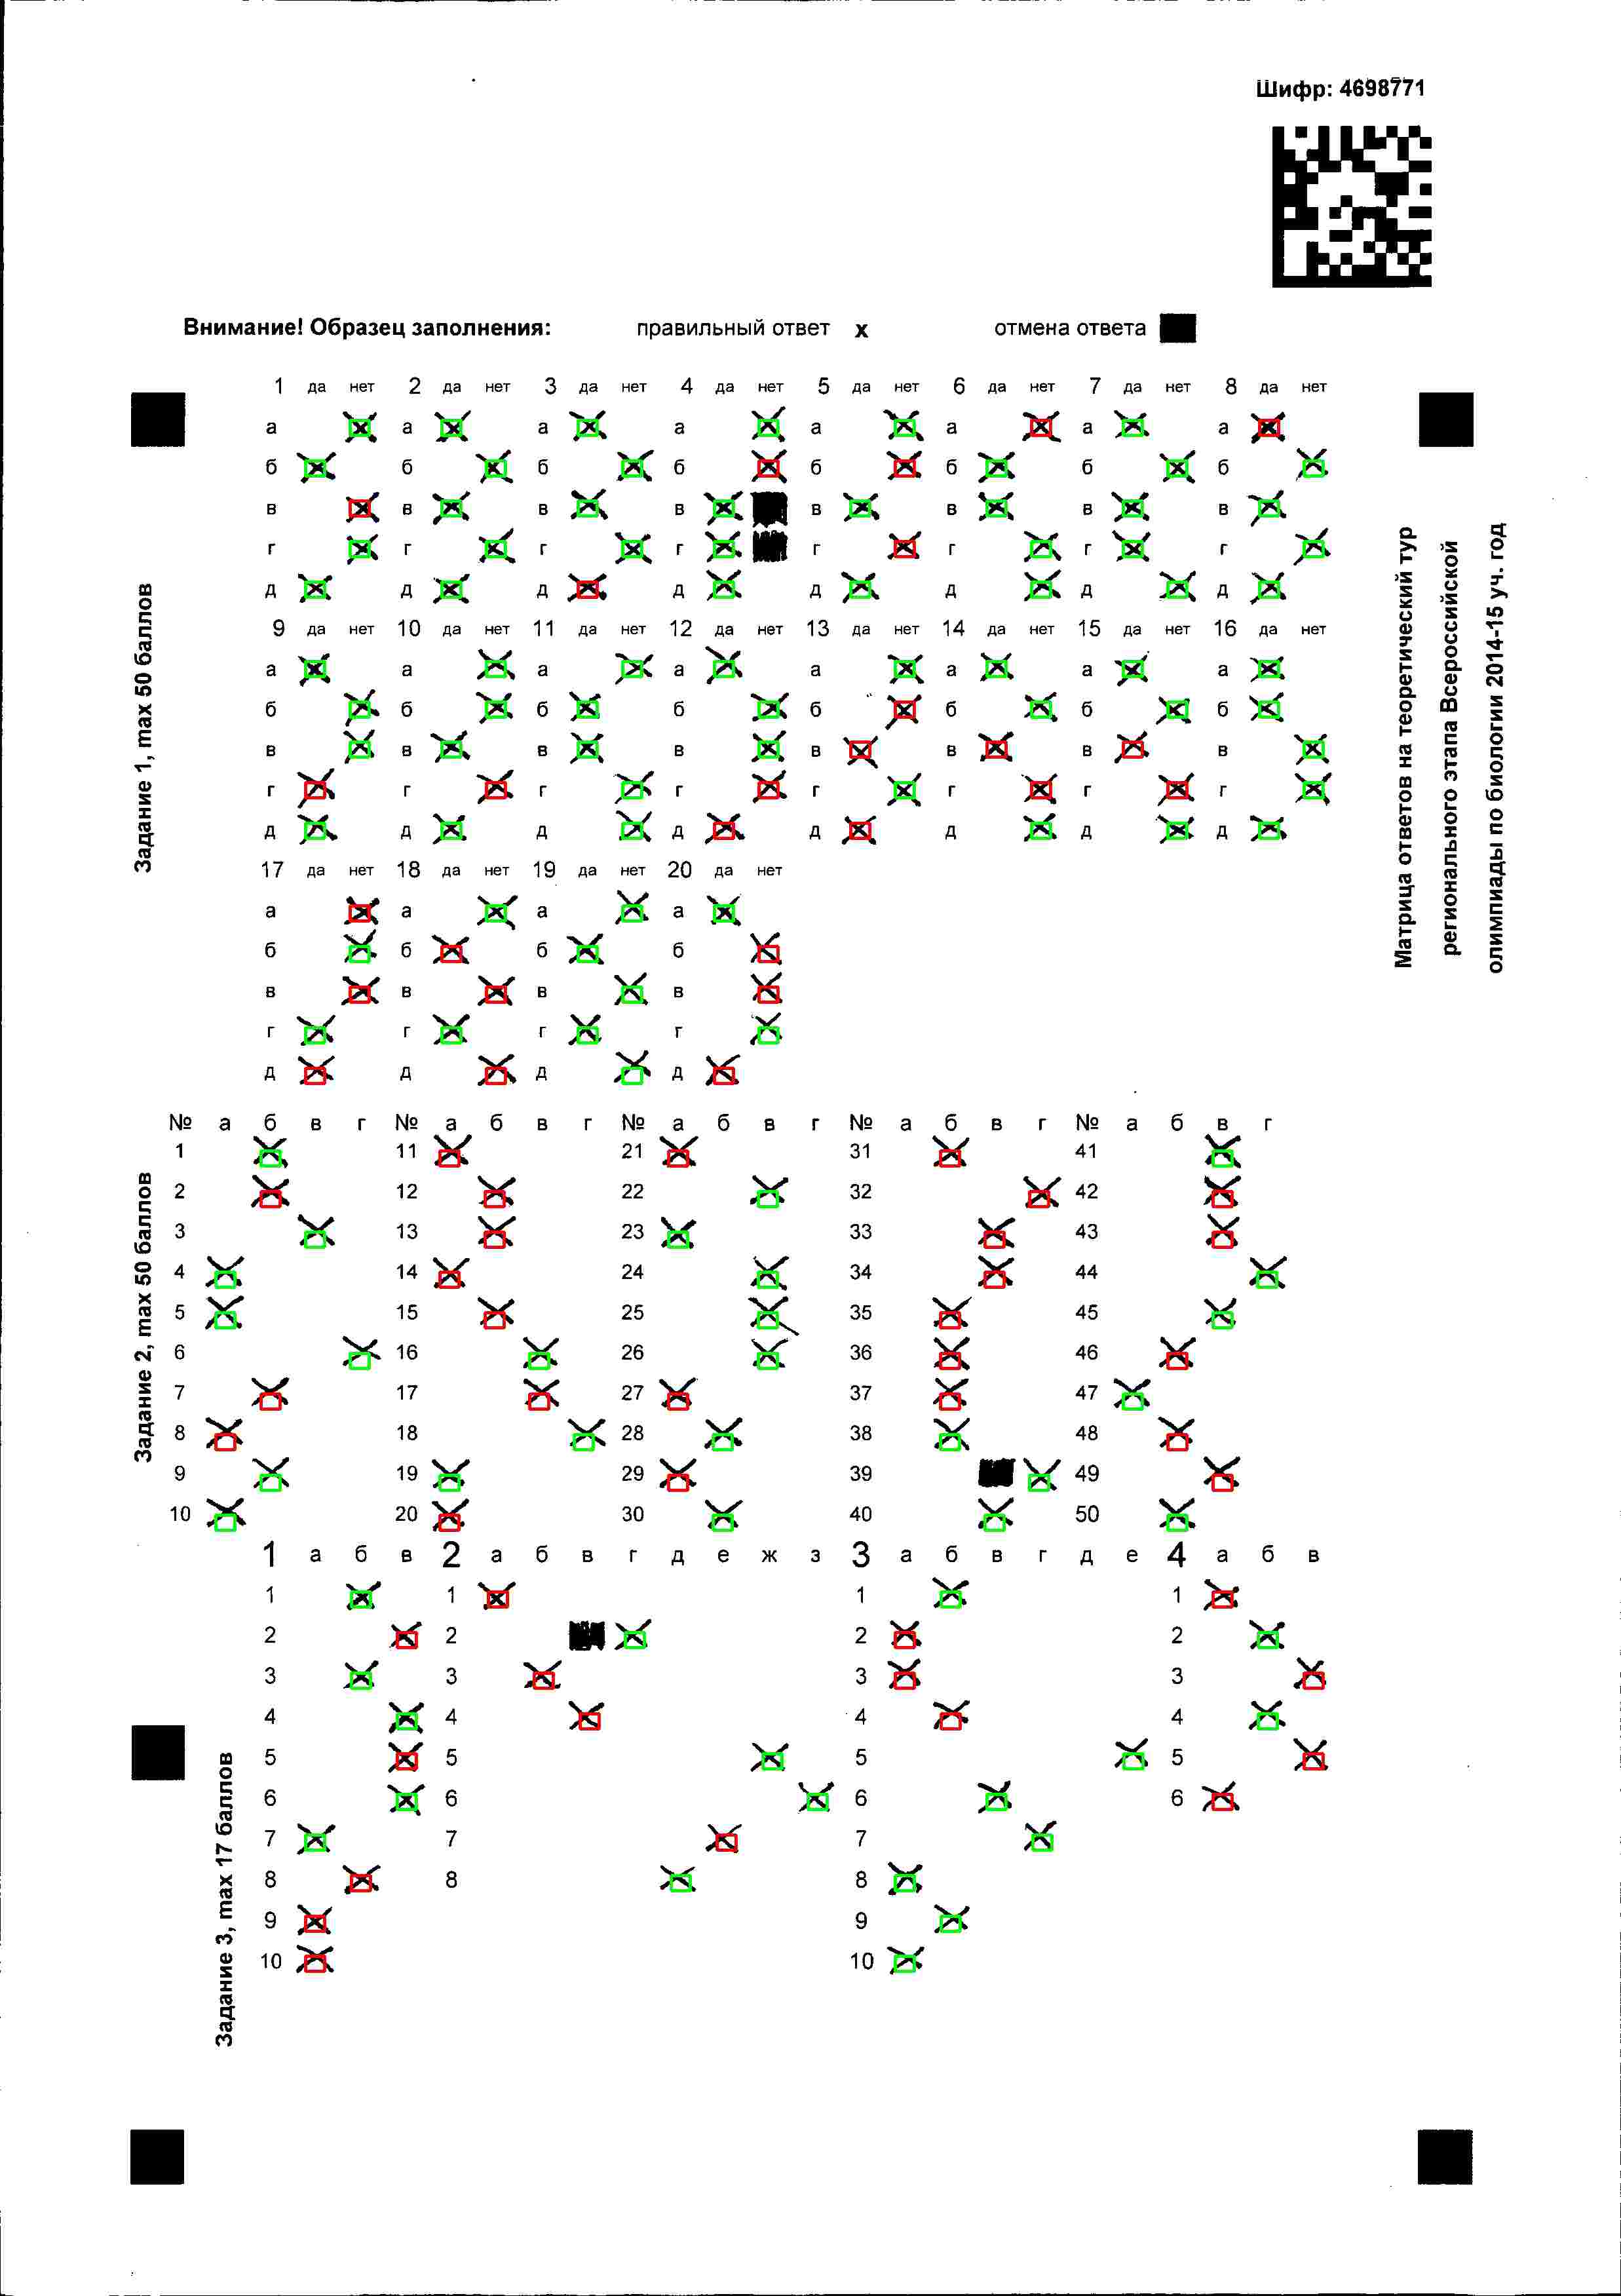 Шифр: 4698771
Внимание! Образец заполнения: правильный ответ x отмена ответа
Задание 1, max 50 баллов
1 да нет 2 да нет 3 да нет 4 да нет 5 да нет 6 да нет 7 да нет 8 да нет
а а а а а а а а
б б б б б б б б
в в в в в в в в
г г г г г г г г
д д д д д д д д
9 да нет 10 да нет 11 да нет 12 да нет 13 да нет 14 да нет 15 да нет 16 да нет
а а а а а а а а
б б б б б б б б
в в в в в в в в
г г г г г г г г
д д д д д д д д
17 да нет 18 да нет 19 да нет 20 да нет
а а а а
б б б б
в в в в
г г г г
д д д д
Матрица ответов на теоретический тур
регионального этапа Всероссийской
олимпиады по биологии 2014-15 уч. год
Задание 2, max 50 баллов
№ а б в г № а б в г № а б в г № а б в г № а б в г
1 11 21 31 41
2 12 22 32 42
3 13 23 33 43
4 14 24 34 44
5 15 25 35 45
6 16 26 36 46
7 17 27 37 47
8 18 28 38 48
9 19 29 39 49
10 20 30 40 50
Задание 3, max 17 баллов
1 а б в 2 а б в г д е ж з 3 а б в г д е 4 а б в
1 1 1 1
2 2 2 2
3 3 3 3
4 4 4 4
5 5 5 5
6 6 6 6
7 7 7
8 8 8
9 9
10 10